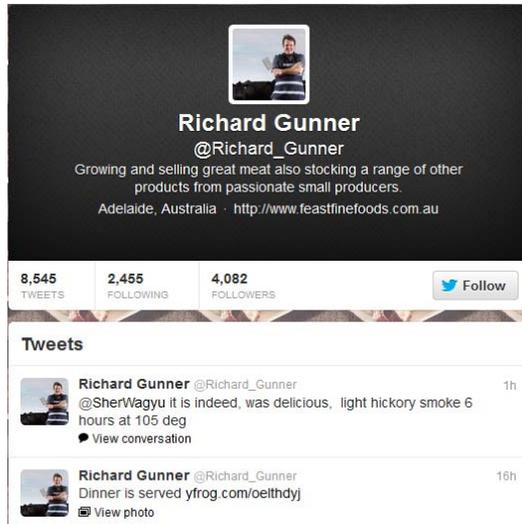 Richard Gunner
@Richard_Gunner
Growing and selling great meat also stocking a range of other
products from passionate small producers.
Adelaide, Australia · http://www.feastfinefoods.com.au
8,545
TWEETS
2,455
FOLLOWING
4,082
FOLLOWERS
Follow
Tweets
Richard Gunner @Richard_Gunner 1h
@SherWagyu it is indeed, was delicious, light hickory smoke 6
hours at 105 deg
View conversation
Richard Gunner @Richard_Gunner 16h
Dinner is served yfrog.com/oelthdyj
View photo